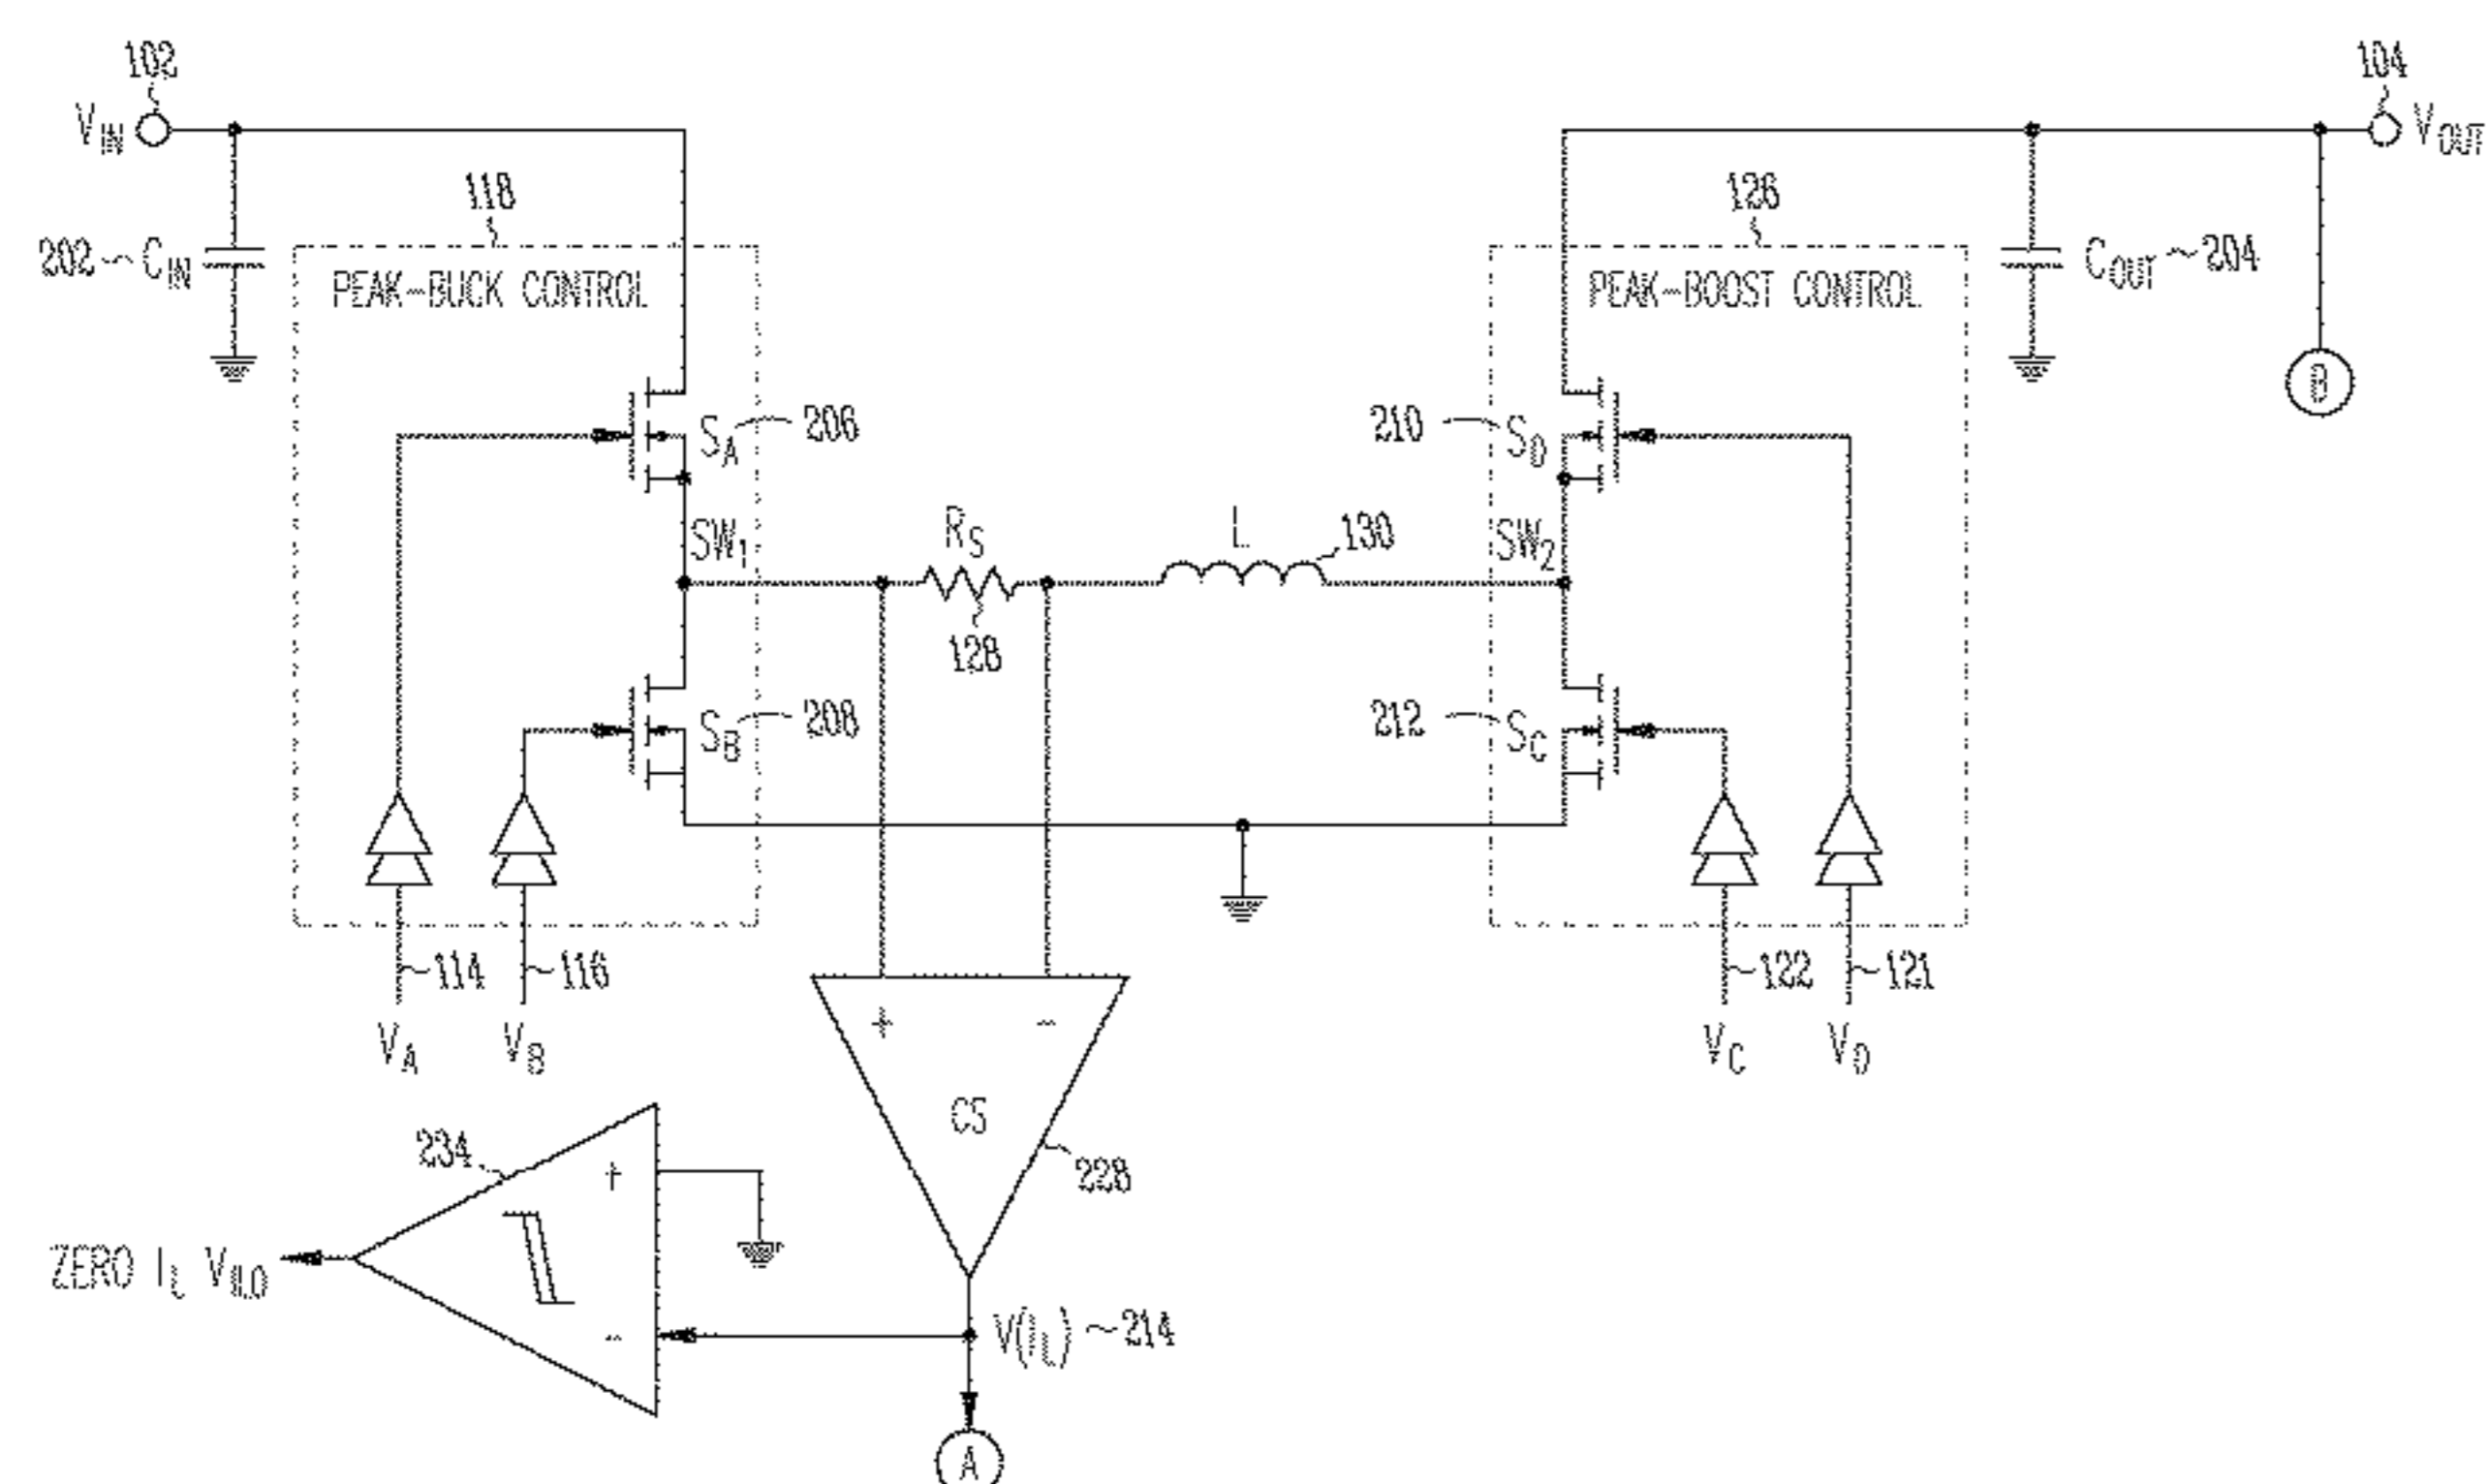 102
104
V_IN
V_OUT
118
126
202 C_IN
C_OUT 204
PEAK-BUCK CONTROL
PEAK-BOOST CONTROL
B
S_A 206
210 S_D
SW_1
R_S
L
130
SW_2
128
S_B 208
212 S_C
114
116
122
121
V_A
V_B
V_C
V_D
+
-
CS
228
234
+
-
ZERO I_L V_IL0
V(I_L) 214
A